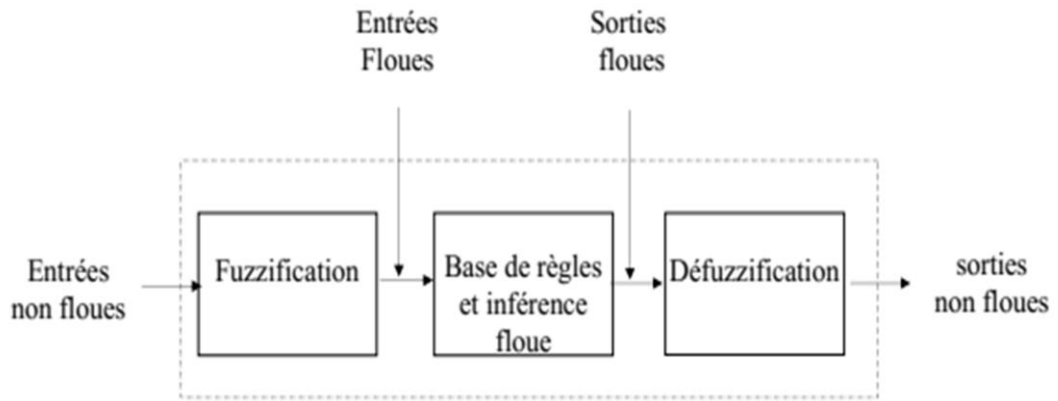 Entrées
Floues
Sorties
floues
Entrées
non floues
Fuzzification
Base de règles
et inférence
floue
Défuzzification
sorties
non floues